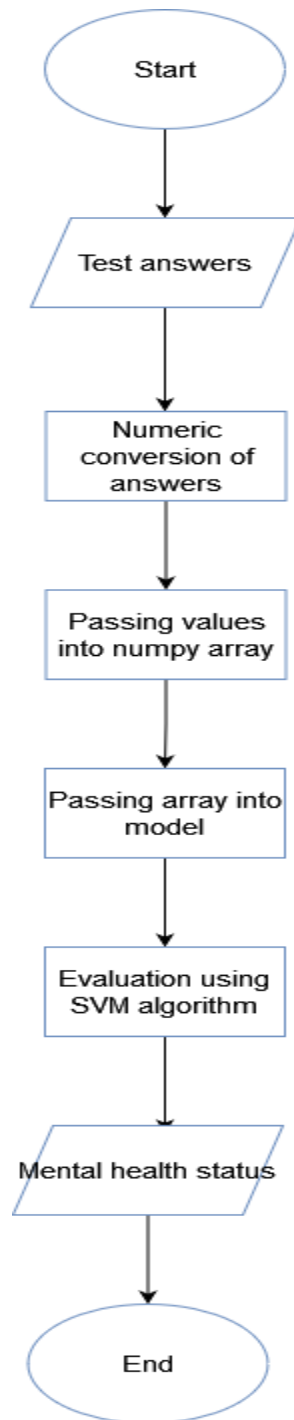 Start
Test answers
Numeric
conversion of
answers
Passing values
into numpy array
Passing array into
model
Evaluation using
SVM algorithm
Mental health status
End